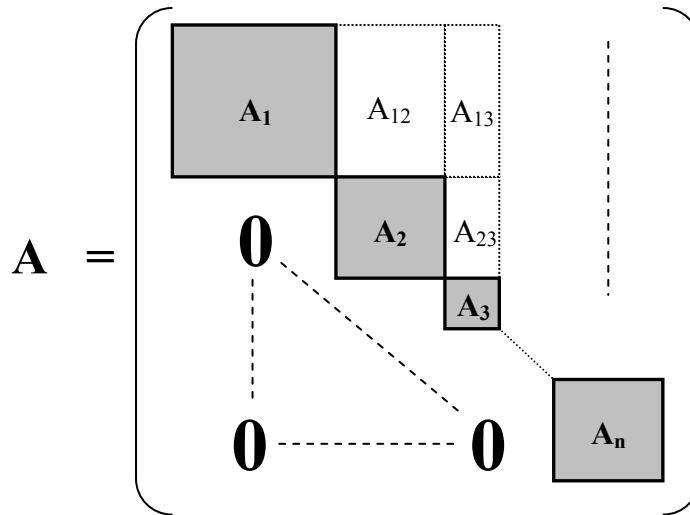 A₁ A₁₂ A₁₃
0 A₂ A₂₃
A =
A₃
0 0 Aₙ